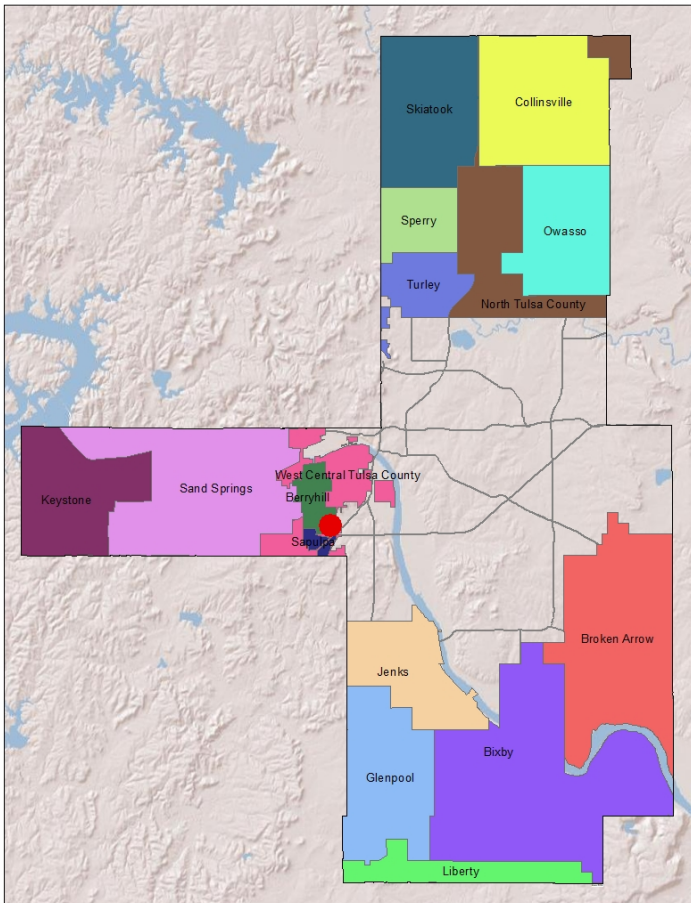 Skiatook
Collinsville
Sperry
Owasso
Turley
North Tulsa County
West Central Tulsa County
Keystone
Sand Springs
Berryhill
Sapulpa
Broken Arrow
Jenks
Bixby
Glenpool
Liberty